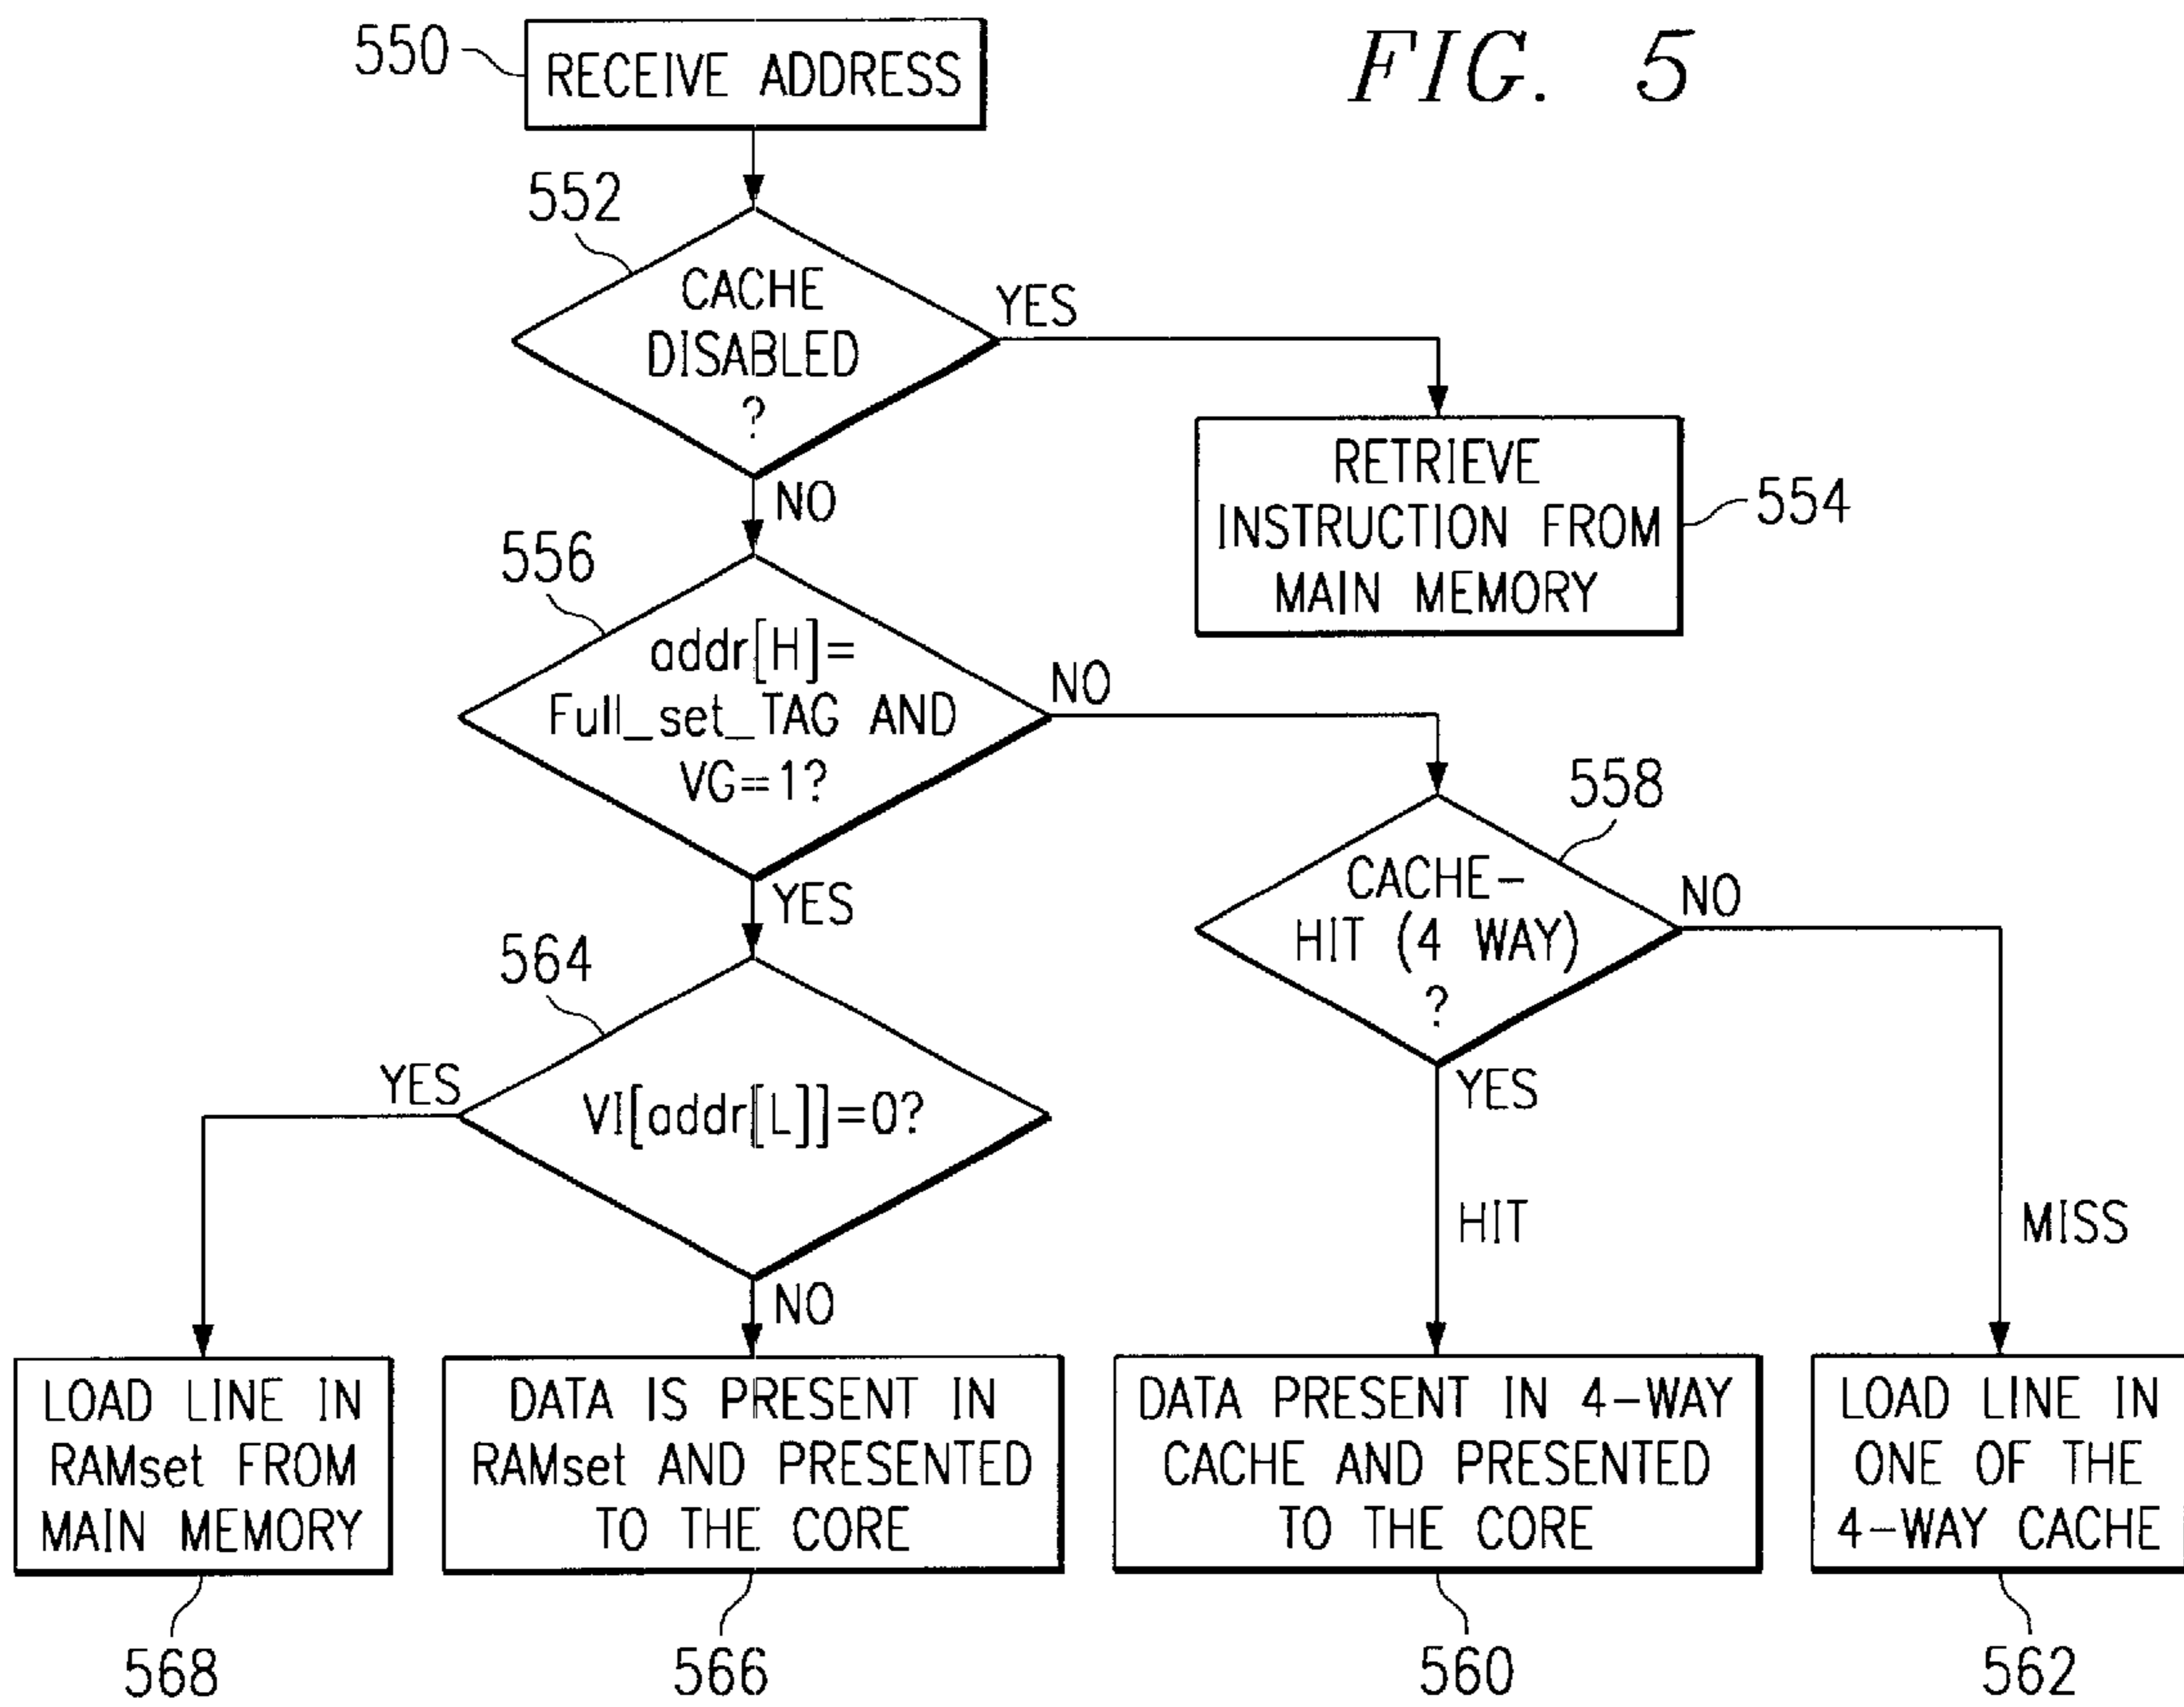 FIG. 5
550
RECEIVE ADDRESS
552
CACHE
DISABLED
?
YES
NO
RETRIEVE
INSTRUCTION FROM
MAIN MEMORY
554
556
addr[H]=
Full_set_TAG AND
VG==1?
NO
YES
558
CACHE-
HIT (4 WAY)
?
NO
YES
HIT
MISS
564
VI[addr[L]]=0?
YES
NO
LOAD LINE IN
RAMset FROM
MAIN MEMORY
568
DATA IS PRESENT IN
RAMset AND PRESENTED
TO THE CORE
566
DATA PRESENT IN 4-WAY
CACHE AND PRESENTED
TO THE CORE
560
LOAD LINE IN
ONE OF THE
4-WAY CACHE
562